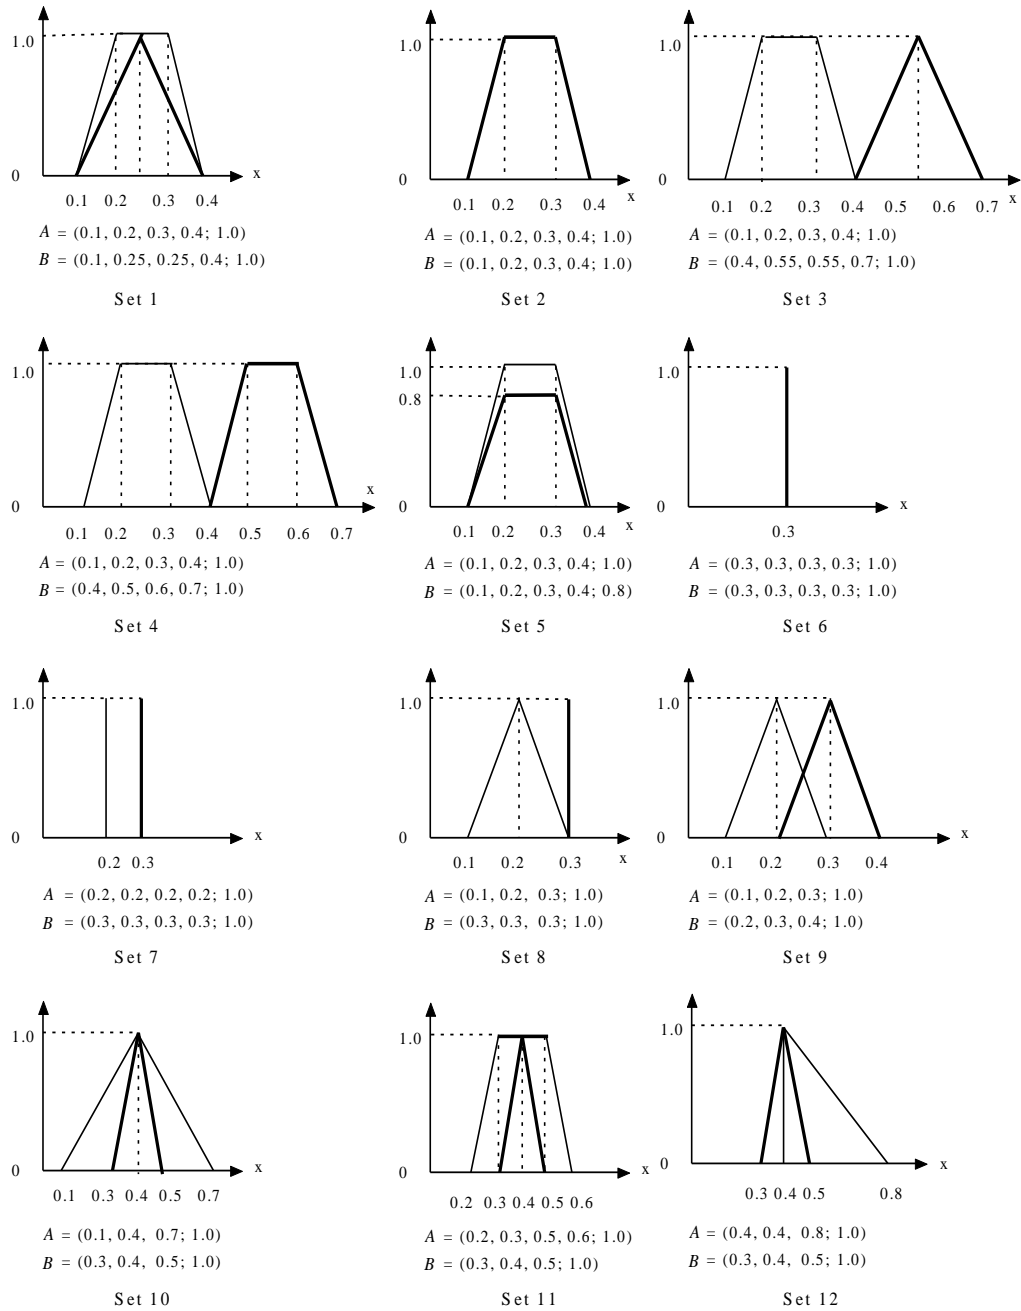 1.0
0
0.1 0.2 0.3 0.4
x
A = (0.1, 0.2, 0.3, 0.4; 1.0)
B = (0.1, 0.25, 0.25, 0.4; 1.0)
Set 1
1.0
0
0.1 0.2 0.3 0.4
x
A = (0.1, 0.2, 0.3, 0.4; 1.0)
B = (0.1, 0.2, 0.3, 0.4; 1.0)
Set 2
1.0
0
0.1 0.2 0.3 0.4 0.5 0.6 0.7
x
A = (0.1, 0.2, 0.3, 0.4; 1.0)
B = (0.4, 0.55, 0.55, 0.7; 1.0)
Set 3
1.0
0
x
0.1 0.2 0.3 0.4 0.5 0.6 0.7
A = (0.1, 0.2, 0.3, 0.4; 1.0)
B = (0.4, 0.5, 0.6, 0.7; 1.0)
Set 4
1.0
0.8
0
0.1 0.2 0.3 0.4
x
A = (0.1, 0.2, 0.3, 0.4; 1.0)
B = (0.1, 0.2, 0.3, 0.4; 0.8)
Set 5
1.0
0
x
0.3
A = (0.3, 0.3, 0.3, 0.3; 1.0)
B = (0.3, 0.3, 0.3, 0.3; 1.0)
Set 6
1.0
0
x
0.2 0.3
A = (0.2, 0.2, 0.2, 0.2; 1.0)
B = (0.3, 0.3, 0.3, 0.3; 1.0)
Set 7
1.0
0
0.1 0.2 0.3
x
A = (0.1, 0.2, 0.3; 1.0)
B = (0.3, 0.3, 0.3; 1.0)
Set 8
1.0
0
x
0.1 0.2 0.3 0.4
A = (0.1, 0.2, 0.3; 1.0)
B = (0.2, 0.3, 0.4; 1.0)
Set 9
1.0
0
x
0.1 0.3 0.4 0.5 0.7
A = (0.1, 0.4, 0.7; 1.0)
B = (0.3, 0.4, 0.5; 1.0)
Set 10
1.0
0
x
0.2 0.3 0.4 0.5 0.6
A = (0.2, 0.3, 0.5, 0.6; 1.0)
B = (0.3, 0.4, 0.5; 1.0)
Set 11
1.0
0
x
0.3 0.4 0.5 0.8
A = (0.4, 0.4, 0.8; 1.0)
B = (0.3, 0.4, 0.5; 1.0)
Set 12